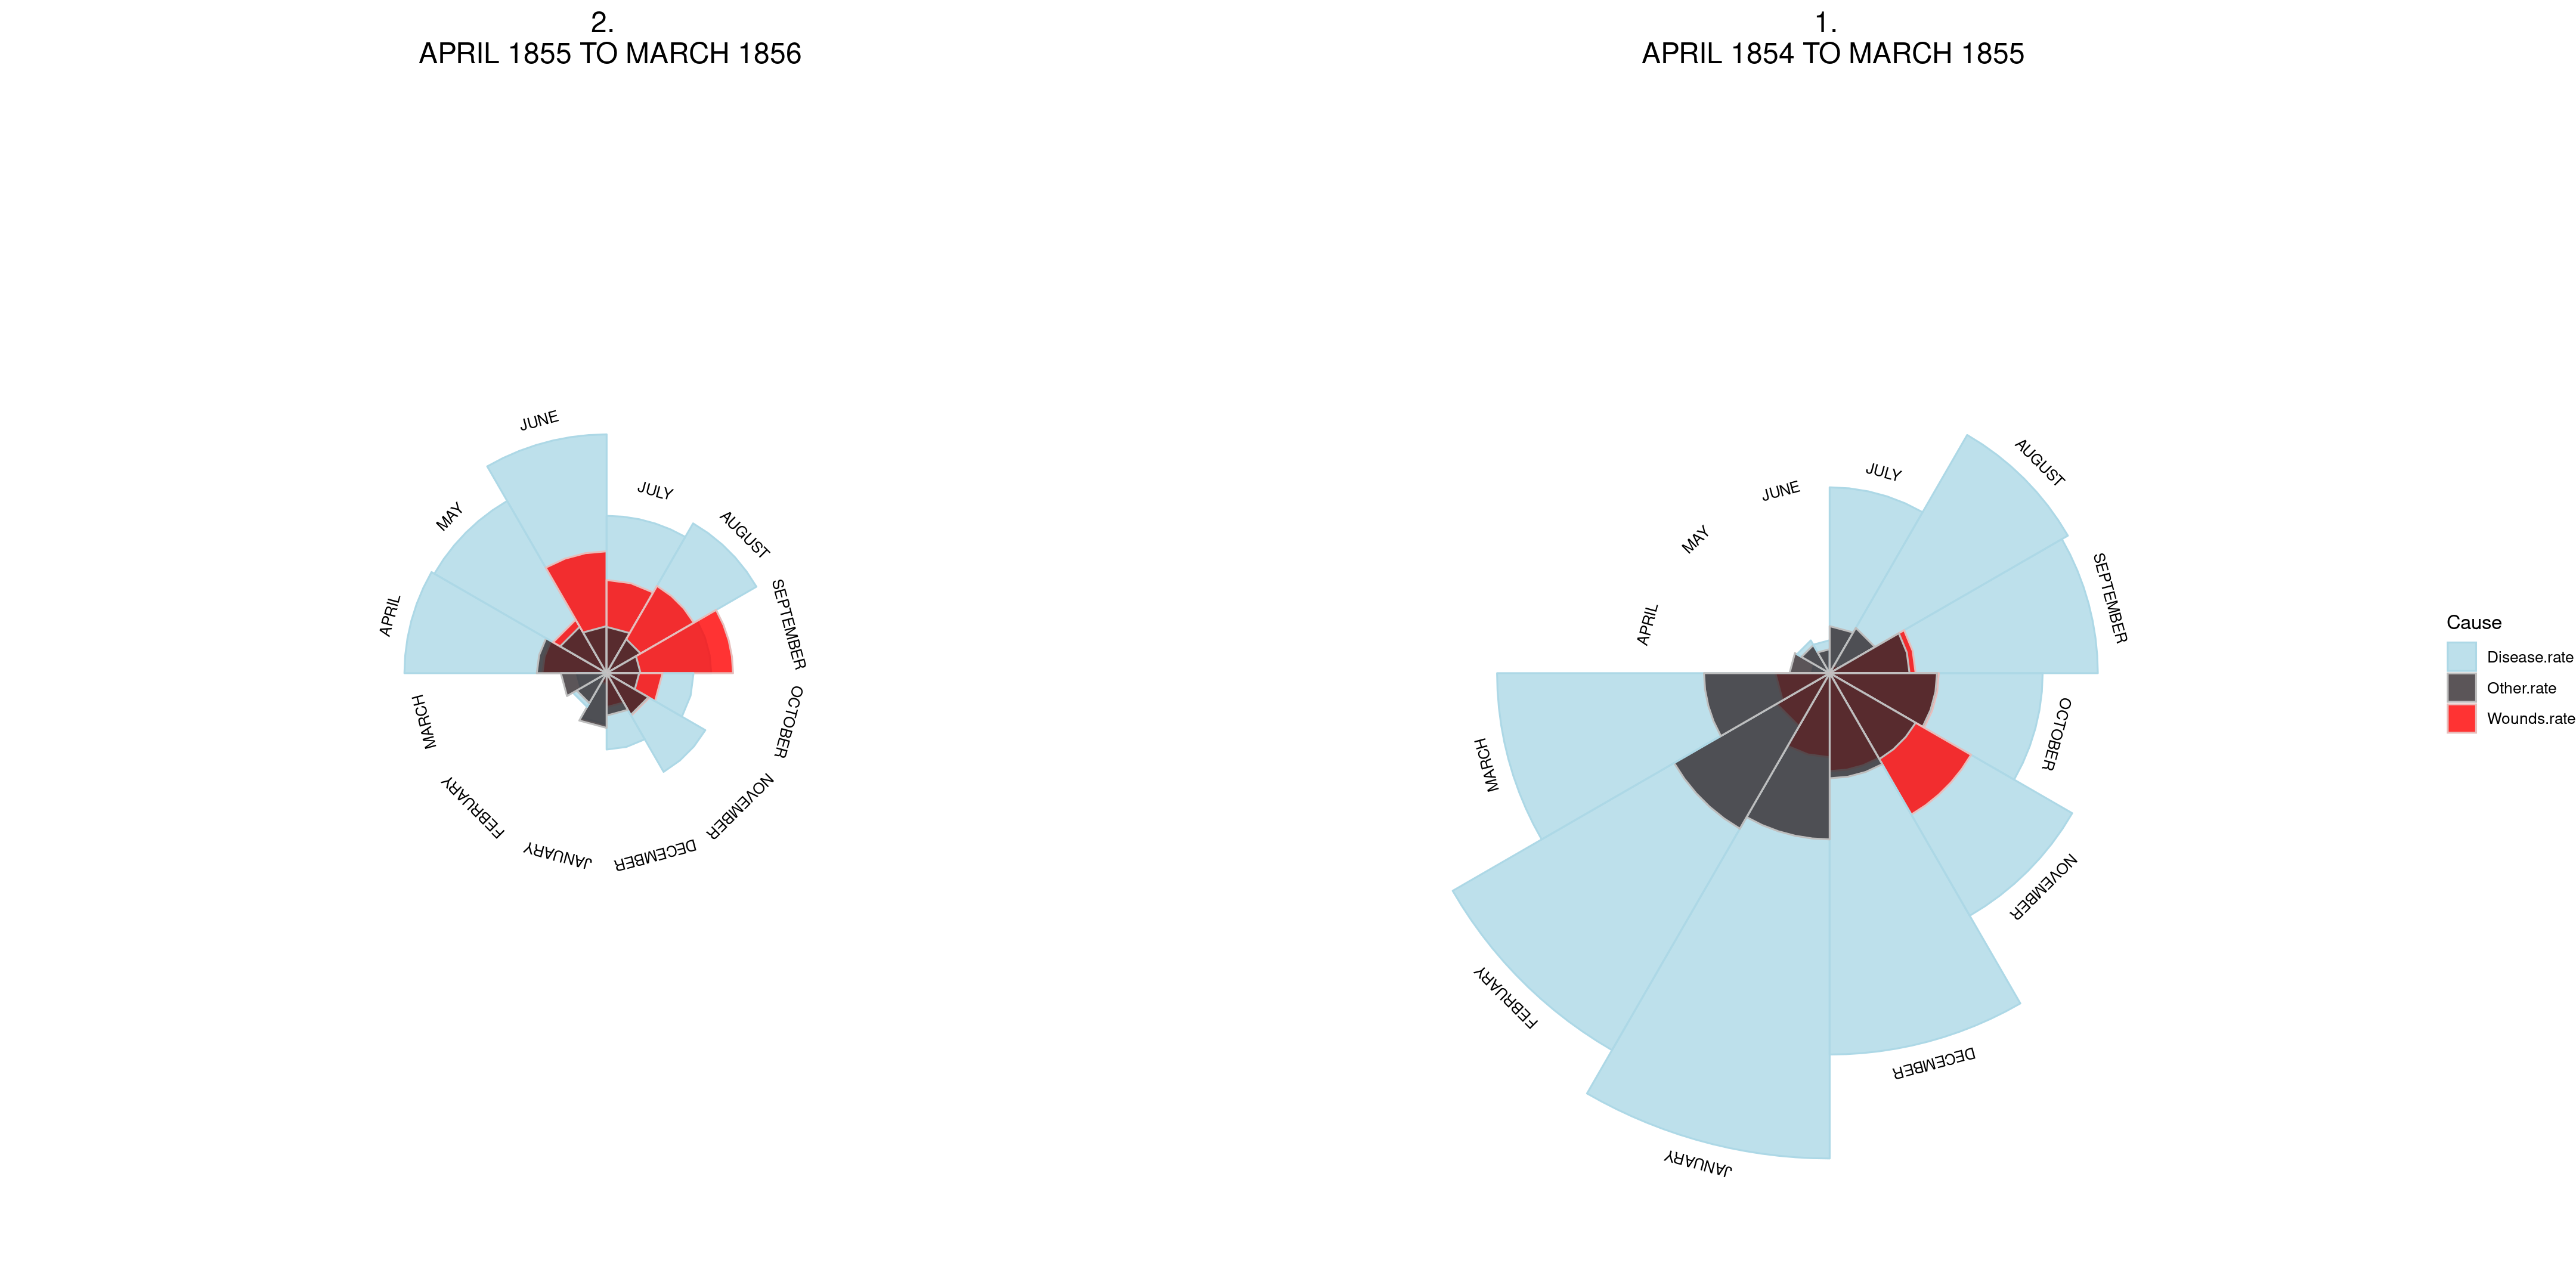 2.
APRIL 1855 TO MARCH 1856
APRIL
MAY
JUNE
JULY
AUGUST
SEPTEMBER
OCTOBER
NOVEMBER
DECEMBER
JANUARY
FEBRUARY
MARCH
1.
APRIL 1854 TO MARCH 1855
APRIL
MAY
JUNE
JULY
AUGUST
SEPTEMBER
OCTOBER
NOVEMBER
DECEMBER
JANUARY
FEBRUARY
MARCH
Cause
Disease.rate
Other.rate
Wounds.rate